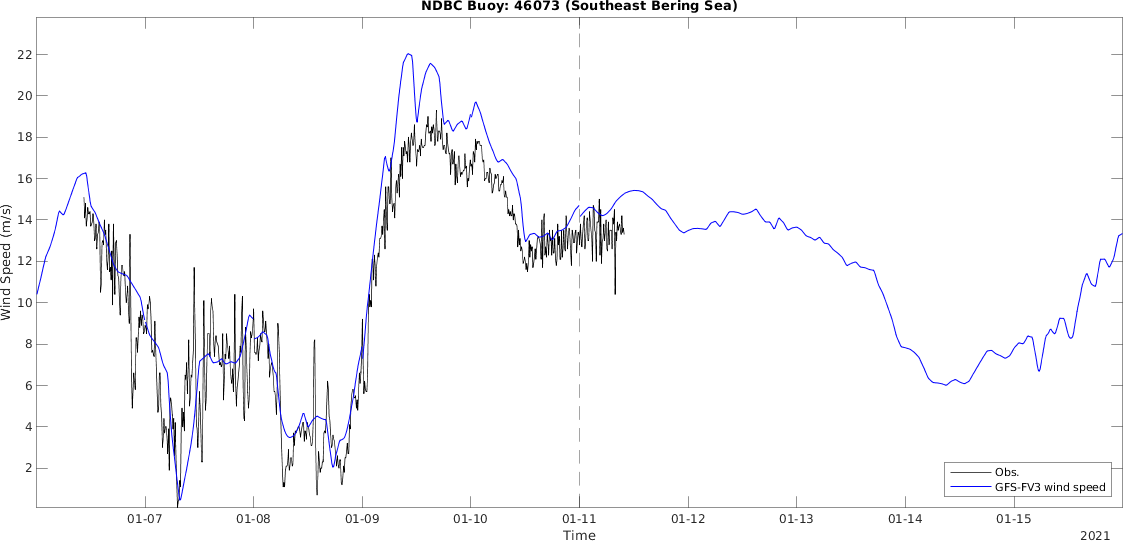 NDBC Buoy: 46073 (Southeast Bering Sea)
22
20
18
16
14
12
10
8
6
4
2
Wind Speed (m/s)
Obs.
GFS-FV3 wind speed
01-07 01-08 01-09 01-10 01-11 01-12 01-13 01-14 01-15
Time
2021